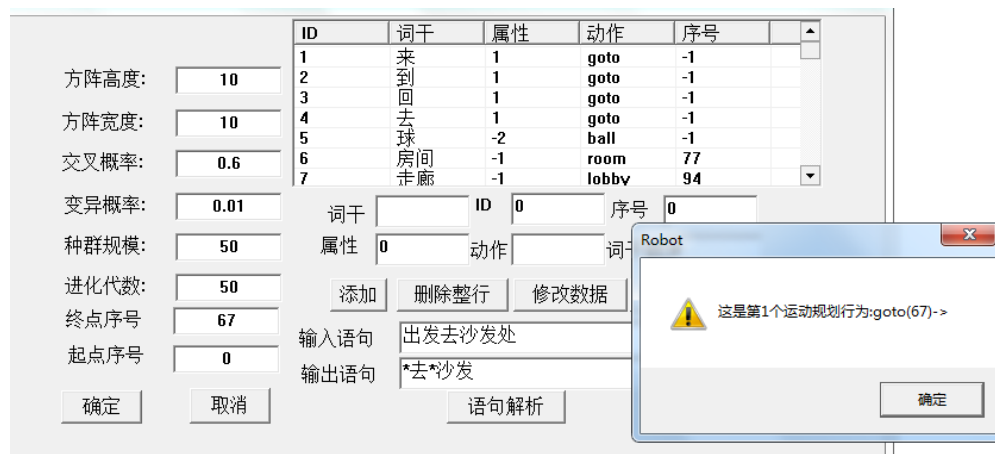 ID 词干 属性 动作 序号
1 来 1 goto -1
2 到 1 goto -1
3 回 1 goto -1
4 去 1 goto -1
5 球 -2 ball -1
6 房间 -1 room 77
7 走廊 -1 lobby 94
方阵高度: 10
方阵宽度: 10
交叉概率: 0.6
变异概率: 0.01
种群规模: 50
进化代数: 50
终点序号 67
起点序号 0
确定 取消
词干 ID 0 序号 0
属性 0 动作 词干
添加 删除整行 修改数据
输入语句 出发去沙发处
输出语句 *去*沙发
语句解析
Robot
这是第1个运动规划行为:goto(67)->
确定